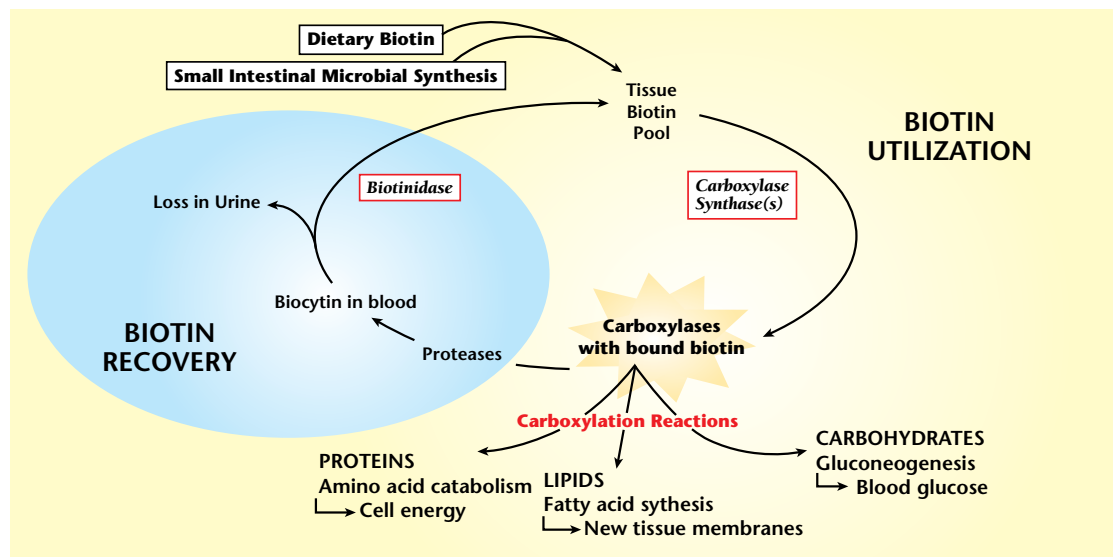 Dietary Biotin
Small Intestinal Microbial Synthesis
Tissue
Biotin
Pool
BIOTIN
UTILIZATION
Biotinidase
Carboxylase
Synthase(s)
Loss in Urine
Biocytin in blood
BIOTIN
RECOVERY
Proteases
Carboxylases
with bound biotin
Carboxylation Reactions
PROTEINS
Amino acid catabolism
Cell energy
LIPIDS
Fatty acid sythesis
New tissue membranes
CARBOHYDRATES
Gluconeogenesis
Blood glucose